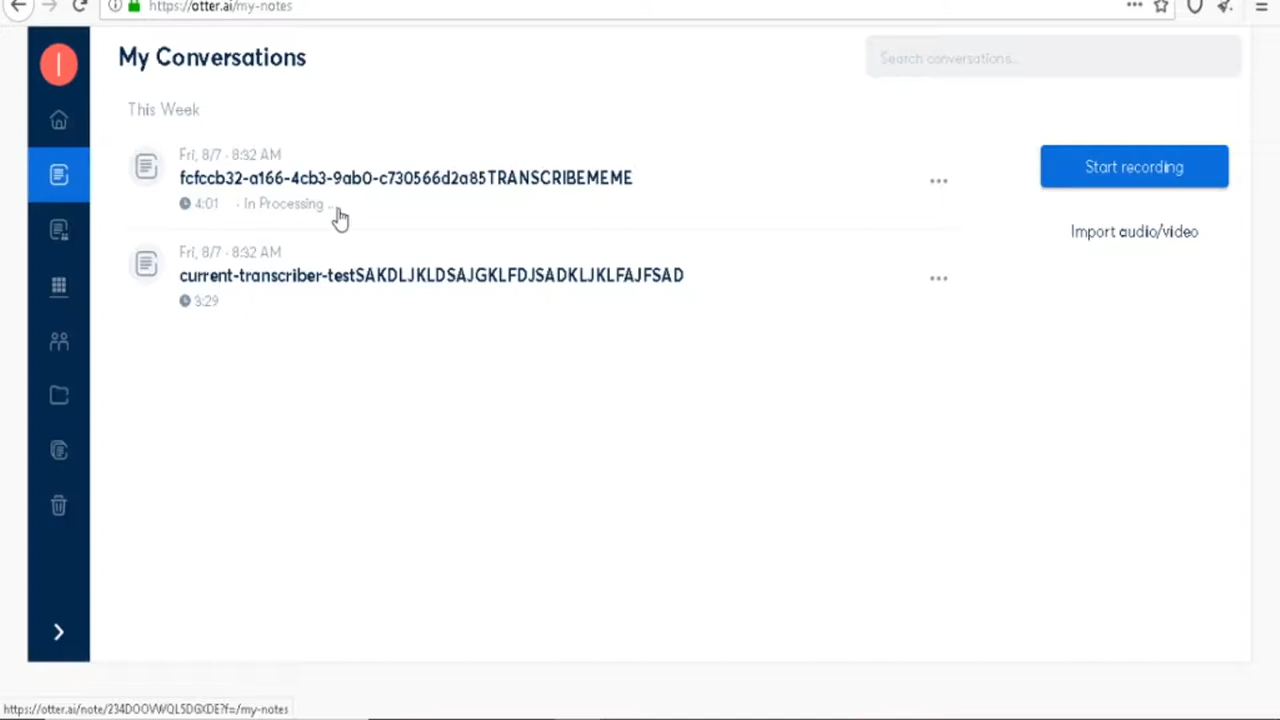 https://otter.ai/my-notes
My Conversations
Search conversations...
This Week
Fri, 8/7 · 8:32 AM
fcfccb32-a166-4cb3-9ab0-c730566d2a85TRANSCRIBEMEME
4:01 · In Processing ...
Start recording
Import audio/video
Fri, 8/7 · 8:32 AM
current-transcriber-testSAKDLJKLDSAJGKLFDJSADKLJKLFAJFSAD
3:29
https://otter.ai/note/234DOOVWQL5DGXDE?f=/my-notes